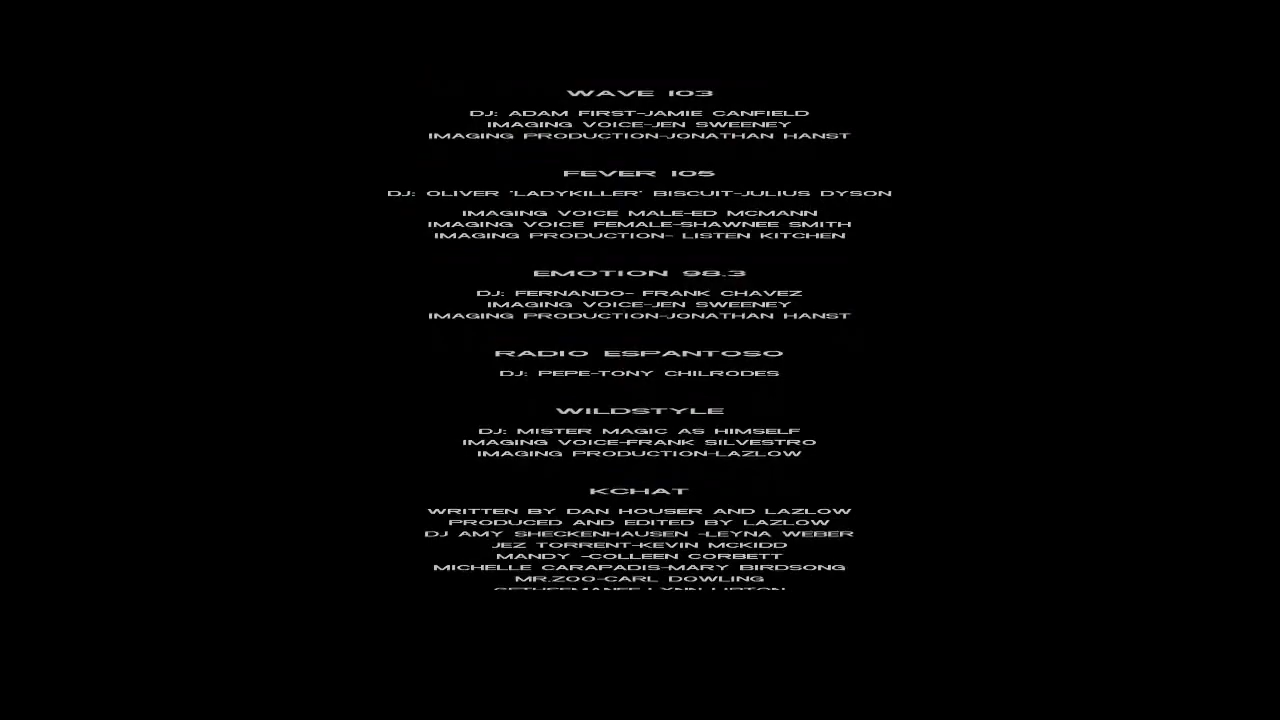 WAVE 103
DJ: ADAM FIRST-JAMIE CANFIELD
IMAGING VOICE-JEN SWEENEY
IMAGING PRODUCTION-JONATHAN HANST
FEVER 105
DJ: OLIVER 'LADYKILLER' BISCUIT-JULIUS DYSON
IMAGING VOICE MALE-ED MCMANN
IMAGING VOICE FEMALE-SHAWNEE SMITH
IMAGING PRODUCTION- LISTEN KITCHEN
EMOTION 98.3
DJ: FERNANDO- FRANK CHAVEZ
IMAGING VOICE-JEN SWEENEY
IMAGING PRODUCTION-JONATHAN HANST
RADIO ESPANTOSO
DJ: PEPE-TONY CHILRODES
WILDSTYLE
DJ: MISTER MAGIC AS HIMSELF
IMAGING VOICE-FRANK SILVESTRO
IMAGING PRODUCTION-LAZLOW
KCHAT
WRITTEN BY DAN HOUSER AND LAZLOW
PRODUCED AND EDITED BY LAZLOW
DJ AMY SHECKENHAUSEN -LEYNA WEBER
JEZ TORRENT-KEVIN MCKIDD
MANDY -COLLEEN CORBETT
MICHELLE CARAPADIS-MARY BIRDSONG
MR.ZOO-CARL DOWLING